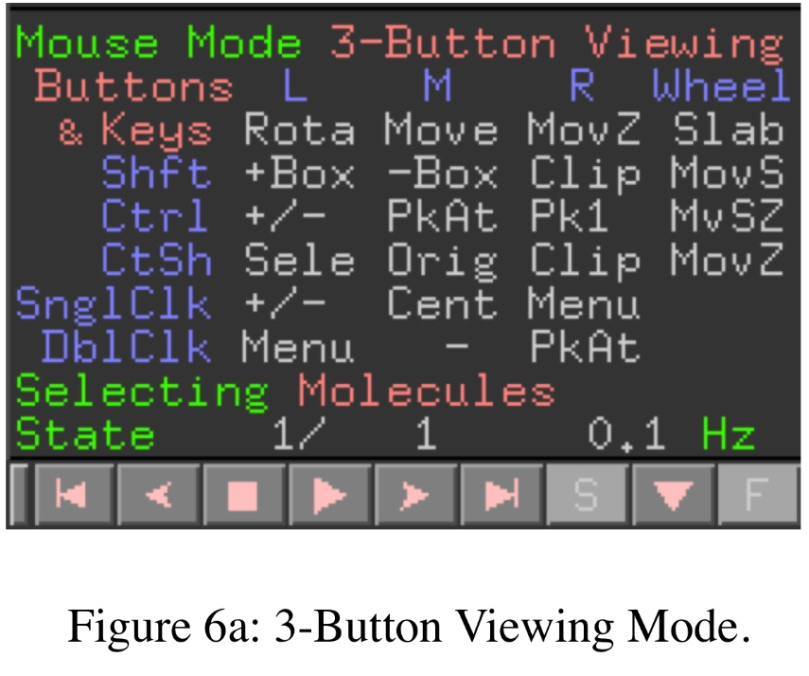 Mouse Mode 3-Button Viewing
Buttons L M R Wheel
& Keys Rota Move MovZ Slab
Shft +Box -Box Clip MovS
Ctrl +/- PkAt Pk1 MvSZ
CtSh Sele Orig Clip MovZ
SnglClk +/- Cent Menu
DblClk Menu - PkAt
Selecting Molecules
State 1/ 1 0.1 Hz
S F
Figure 6a: 3-Button Viewing Mode.